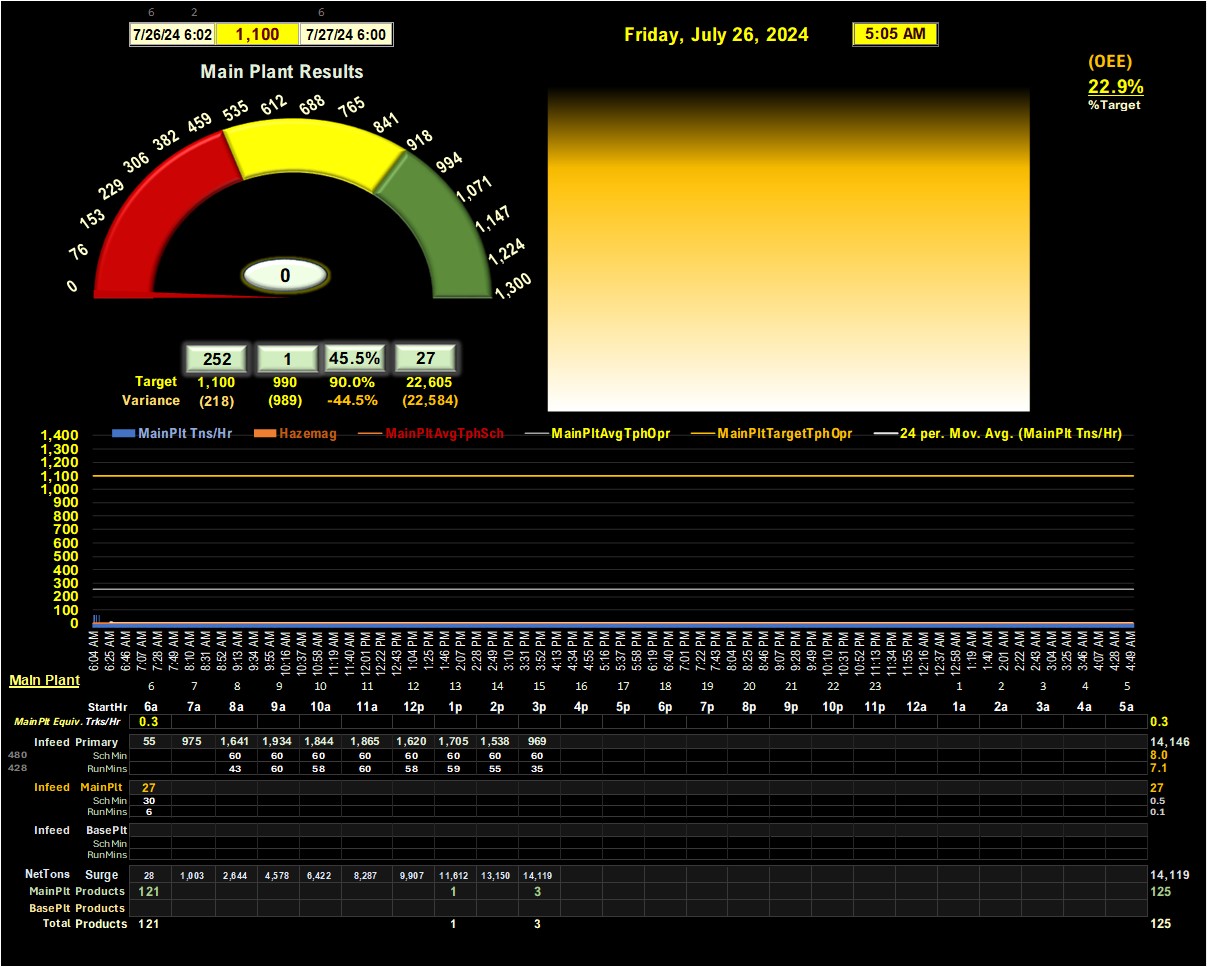 6 2 6
7/26/24 6:02 1,100 7/27/24 6:00
Friday, July 26, 2024
5:05 AM
(OEE)
22.9%
%Target
Main Plant Results
0 76 153 229 306 382 459 535 612 688 765 841 918 994 1,071 1,147 1,224 1,300
0
252 1 45.5% 27
Target 1,100 990 90.0% 22,605
Variance (218) (989) -44.5% (22,584)
MainPlt Tns/Hr Hazemag MainPltAvgTphSch MainPltAvgTphOpr MainPltTargetTphOpr 24 per. Mov. Avg. (MainPlt Tns/Hr)
1,400
1,300
1,200
1,100
1,000
900
800
700
600
500
400
300
200
100
0
6:04 AM 6:25 AM 6:46 AM 7:07 AM 7:28 AM 7:49 AM 8:10 AM 8:31 AM 8:52 AM 9:13 AM 9:34 AM 9:55 AM 10:16 AM 10:37 AM 10:58 AM 11:19 AM 11:40 AM 12:01 PM 12:22 PM 12:43 PM 1:04 PM 1:25 PM 1:46 PM 2:07 PM 2:28 PM 2:49 PM 3:10 PM 3:31 PM 3:52 PM 4:13 PM 4:34 PM 4:55 PM 5:16 PM 5:37 PM 5:58 PM 6:19 PM 6:40 PM 7:01 PM 7:22 PM 7:43 PM 8:04 PM 8:25 PM 8:46 PM 9:07 PM 9:28 PM 9:49 PM 10:10 PM 10:31 PM 10:52 PM 11:13 PM 11:34 PM 11:55 PM 12:16 AM 12:37 AM 12:58 AM 1:19 AM 1:40 AM 2:01 AM 2:22 AM 2:43 AM 3:04 AM 3:25 AM 3:46 AM 4:07 AM 4:28 AM 4:49 AM
Main Plant
6 7 8 9 10 11 12 13 14 15 16 17 18 19 20 21 22 23 1 2 3 4 5
StartHr 6a 7a 8a 9a 10a 11a 12p 1p 2p 3p 4p 5p 6p 7p 8p 9p 10p 11p 12a 1a 2a 3a 4a 5a
MainPlt Equiv. Trks/Hr 0.3 0.3
Infeed Primary 55 975 1,641 1,934 1,844 1,865 1,620 1,705 1,538 969 14,146
480 SchMin 60 60 60 60 60 60 60 60 8.0
428 RunMins 43 60 58 60 58 59 55 35 7.1
Infeed MainPlt 27 27
SchMin 30 0.5
RunMins 6 0.1
Infeed BasePlt
SchMin
RunMins
NetTons Surge 28 1,003 2,644 4,578 6,422 8,287 9,907 11,612 13,150 14,119 14,119
MainPlt Products 121 1 3 125
BasePlt Products
Total Products 121 1 3 125